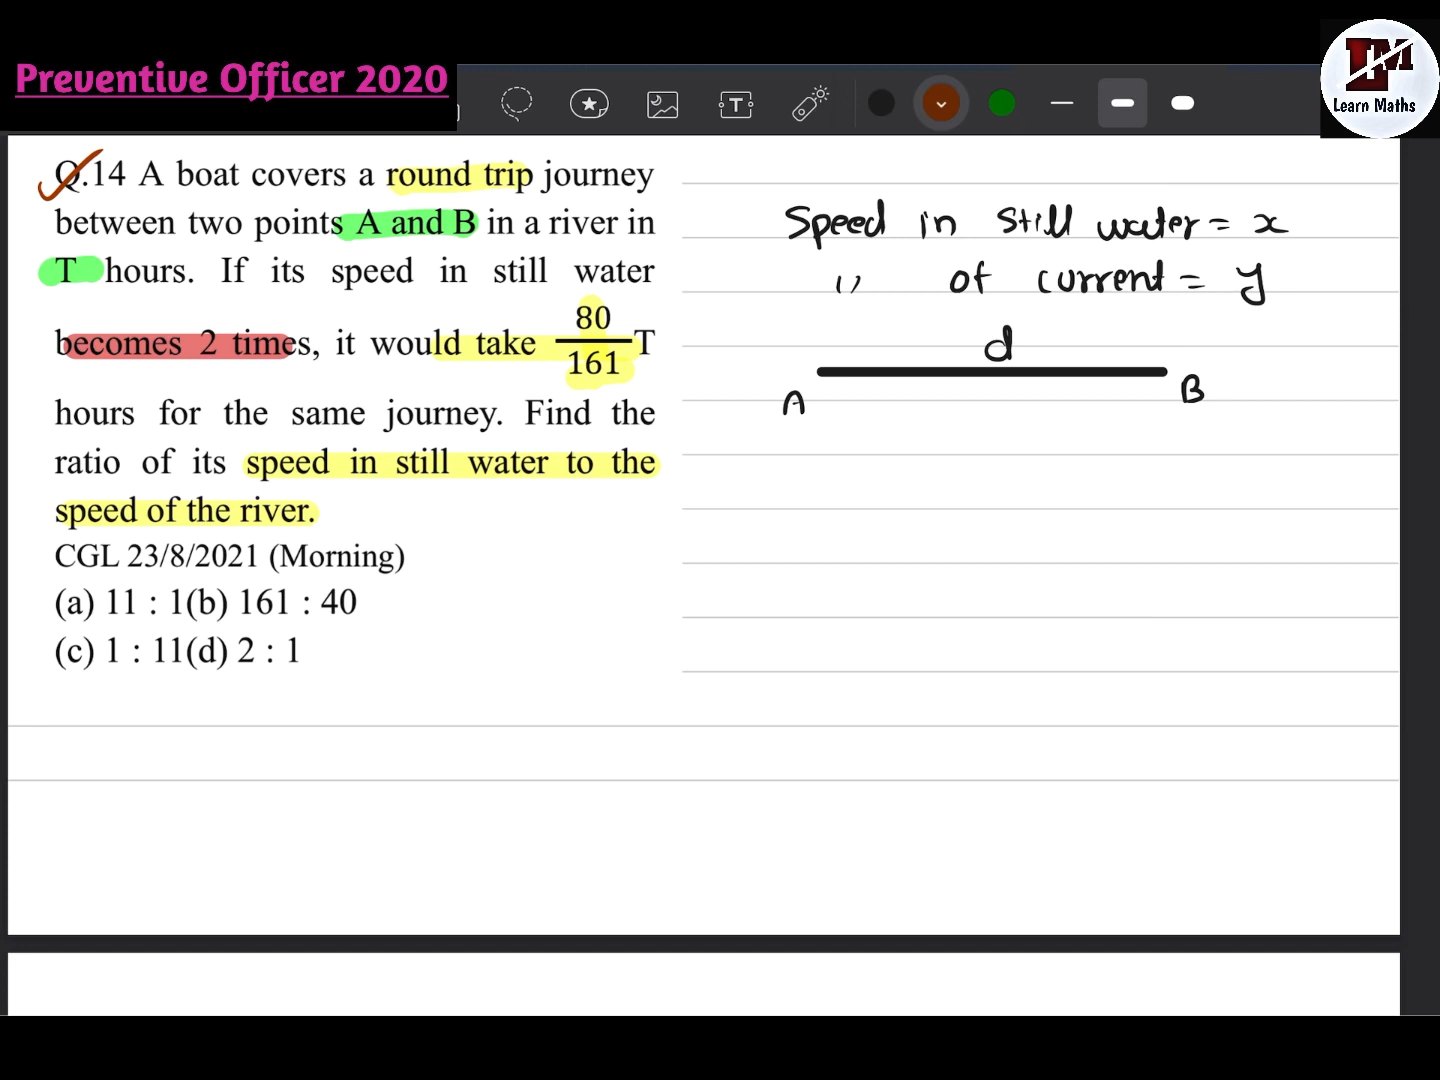 Preventive Officer 2020
LM
Learn Maths
Q.14 A boat covers a round trip journey
between two points A and B in a river in
T hours. If its speed in still water
becomes 2 times, it would take 80/161 T
hours for the same journey. Find the
ratio of its speed in still water to the
speed of the river.
CGL 23/8/2021 (Morning)
(a) 11 : 1(b) 161 : 40
(c) 1 : 11(d) 2 : 1
Speed in still water = x
,, of current = y
d
A B